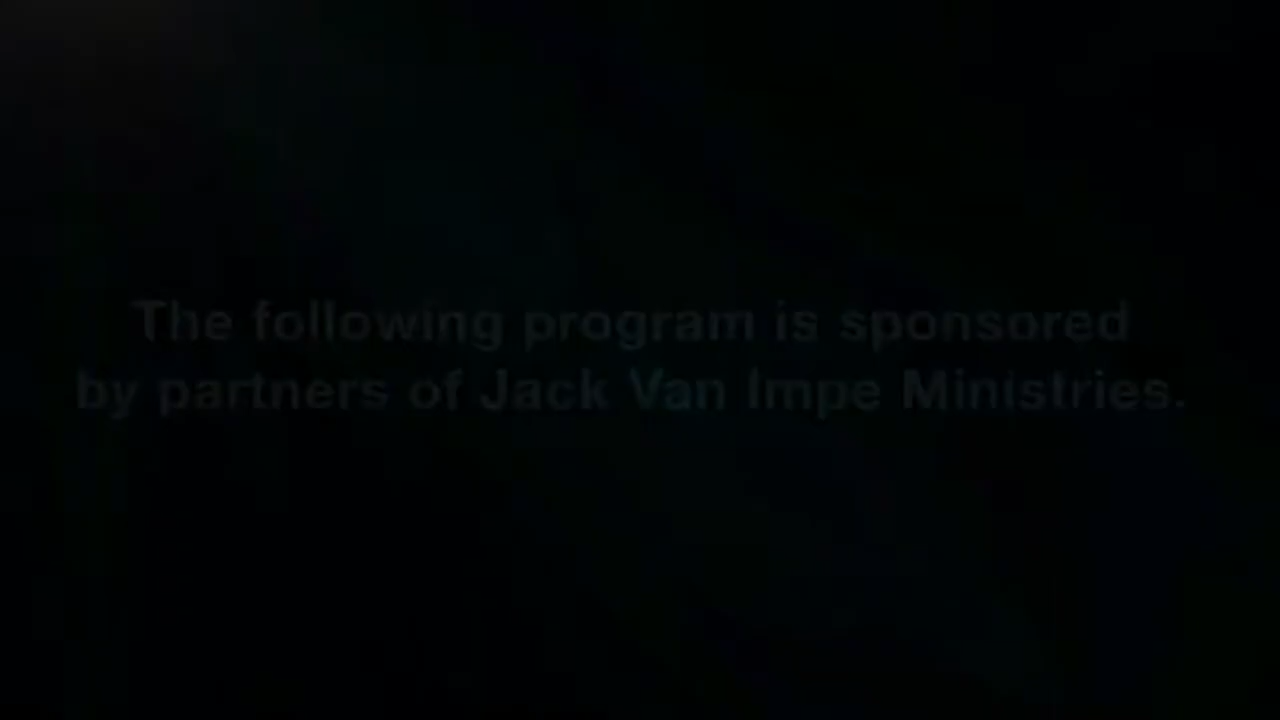 The following program is sponsored
by partners of Jack Van Impe Ministries.